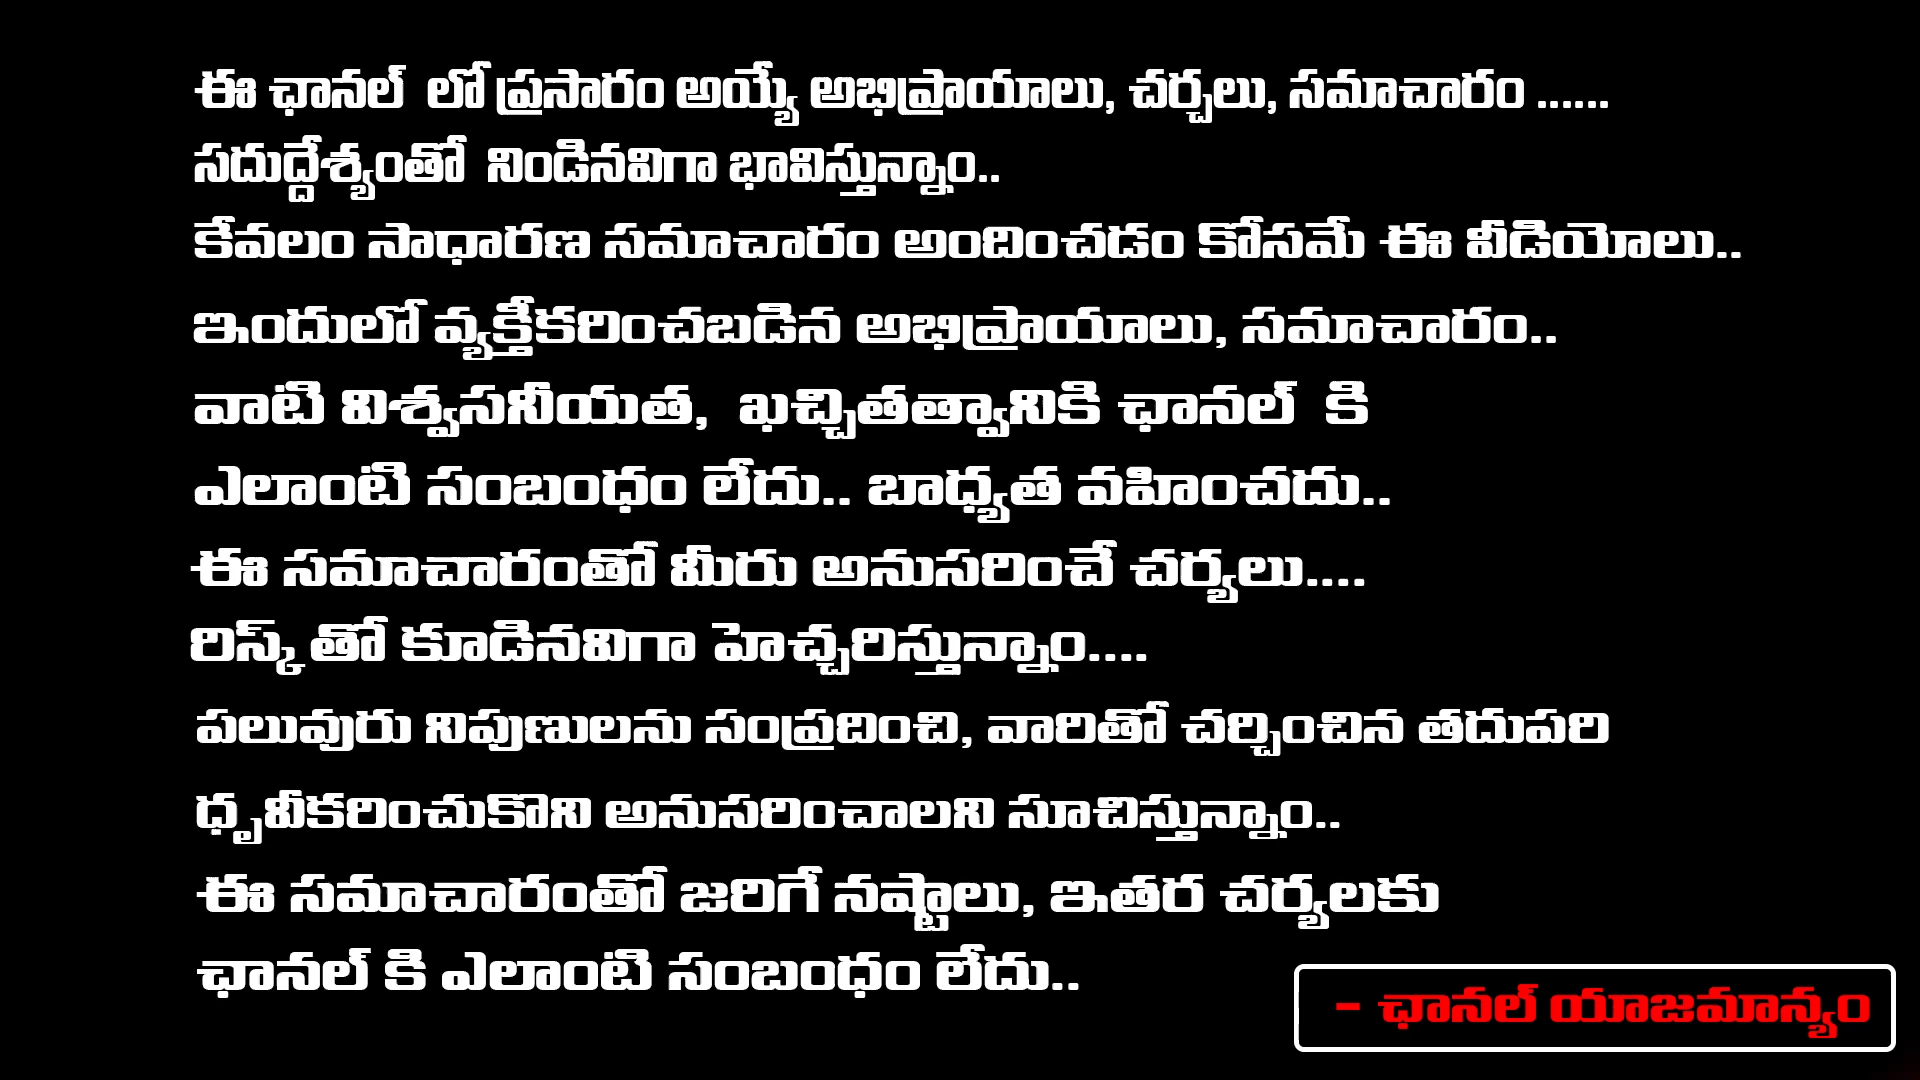 ఈ ఛానల్ లో ప్రసారం అయ్యే అభిప్రాయాలు, చర్చలు, సమాచారం ......
సదుద్దేశ్యంతో నిండినవిగా భావిస్తున్నాం..
కేవలం సాధారణ సమాచారం అందించడం కోసమే ఈ వీడియోలు..
ఇందులో వ్యక్తీకరించబడిన అభిప్రాయాలు, సమాచారం..
వాటి విశ్వసనీయత, ఖచ్చితత్వానికి ఛానల్ కి
ఎలాంటి సంబంధం లేదు.. బాధ్యత వహించదు..
ఈ సమాచారంతో మీరు అనుసరించే చర్యలు....
రిస్క్ తో కూడినవిగా హెచ్చరిస్తున్నాం....
పలువురు నిపుణులను సంప్రదించి, వారితో చర్చించిన తదుపరి
ధృవీకరించుకొని అనుసరించాలని సూచిస్తున్నాం..
ఈ సమాచారంతో జరిగే నష్టాలు, ఇతర చర్యలకు
ఛానల్ కి ఎలాంటి సంబంధం లేదు..
- ఛానల్ యాజమాన్యం